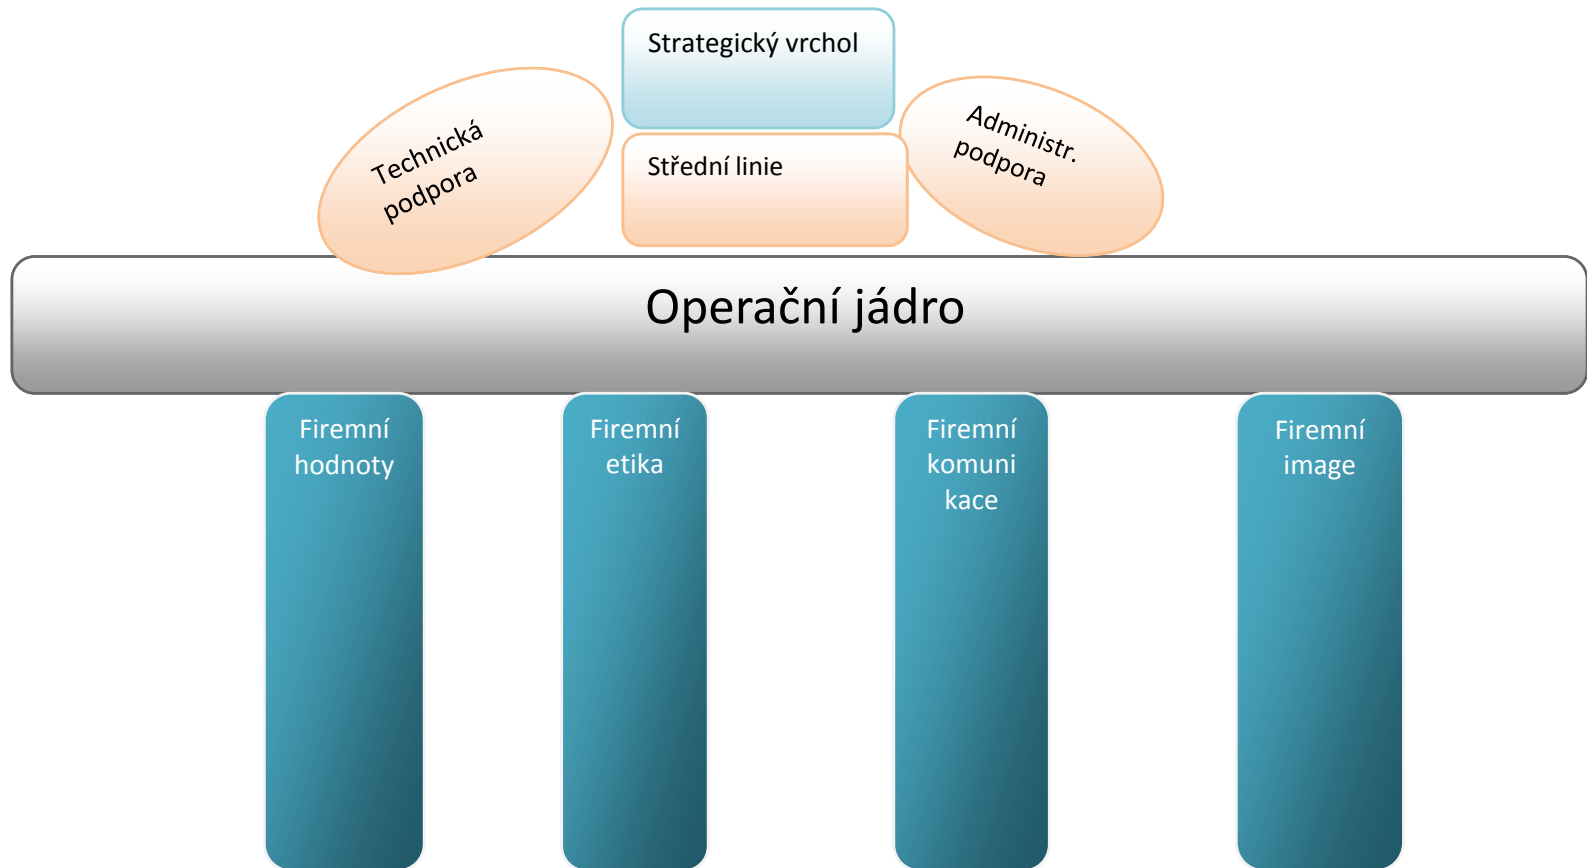 Strategický vrchol
Technická
podpora
Administr.
podpora
Střední linie
Operační jádro
Firemní
hodnoty
Firemní
etika
Firemní
komuni
kace
Firemní
image